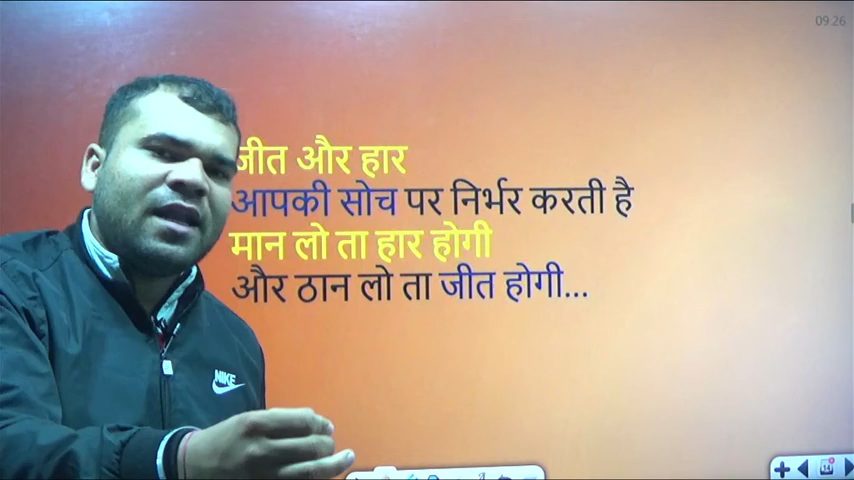 09.26
जीत और हार
आपकी सोच पर निर्भर करती है
मान लो ता हार होगी
और ठान लो ता जीत होगी...
NIKE